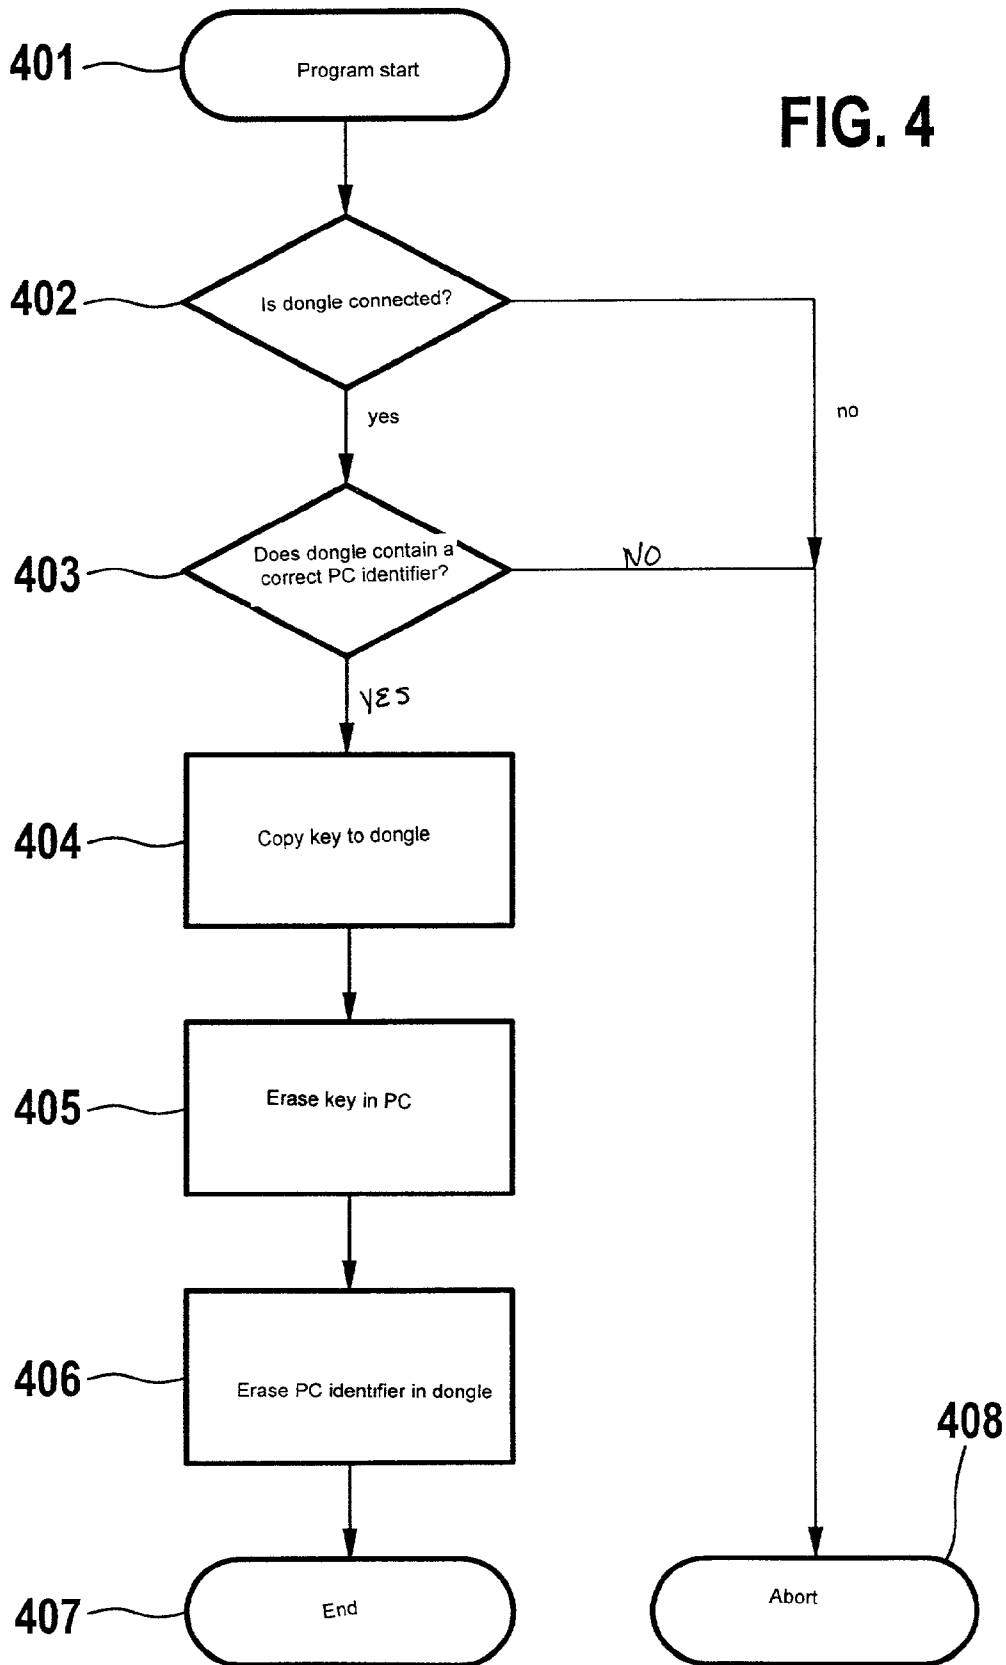 401
Program start
FIG. 4
402
Is dongle connected?
yes
no
403
Does dongle contain a
correct PC identifier?
NO
YES
404
Copy key to dongle
405
Erase key in PC
406
Erase PC identifier in dongle
408
407
End
Abort